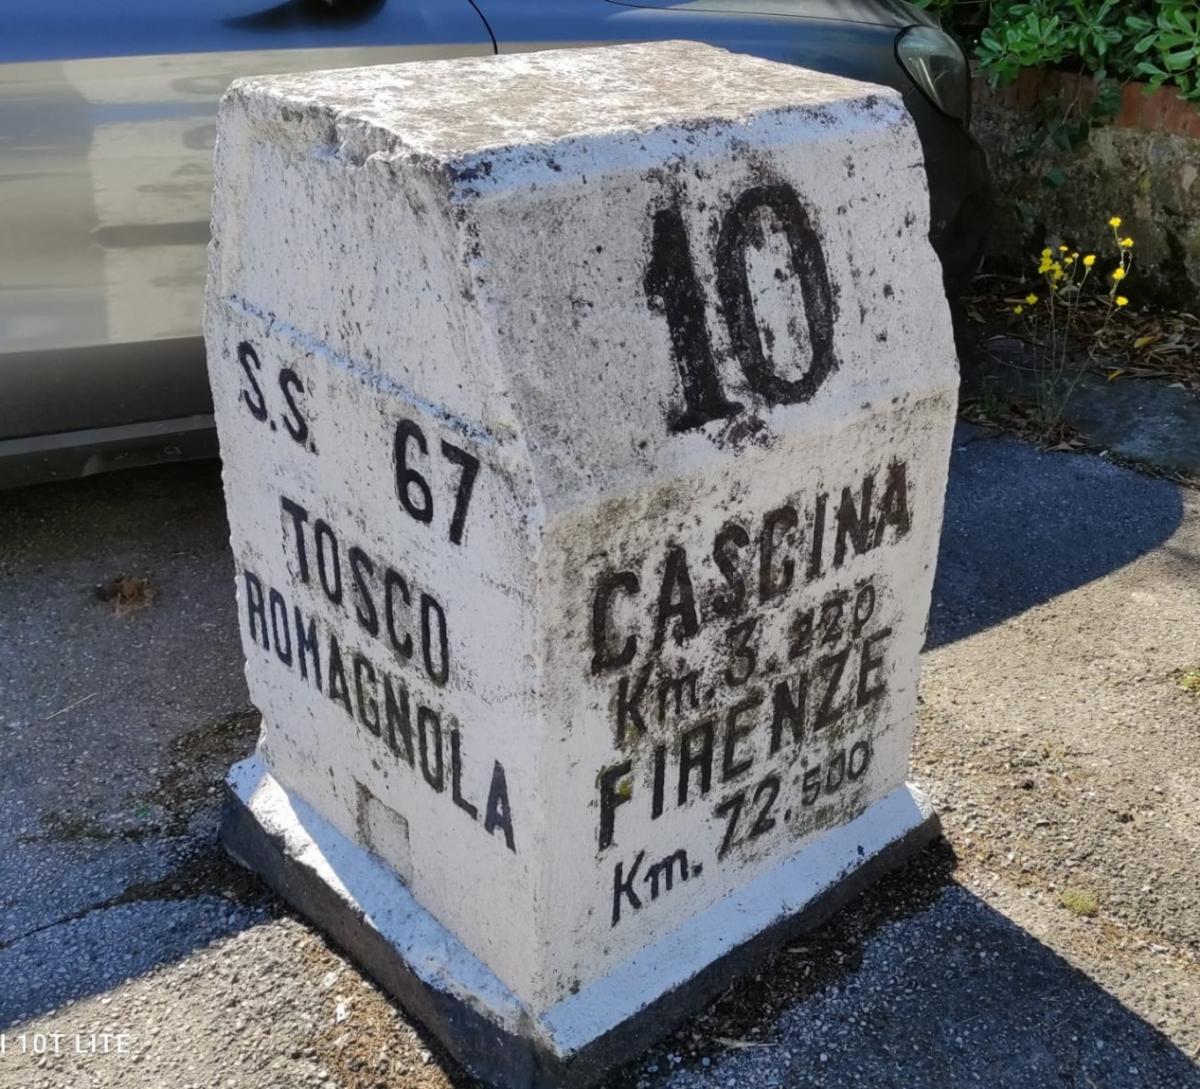 S.S. 67
TOSCO
ROMAGNOLA
10
CASCINA
Km. 3.220
FIRENZE
Km. 72.500
10T LITE